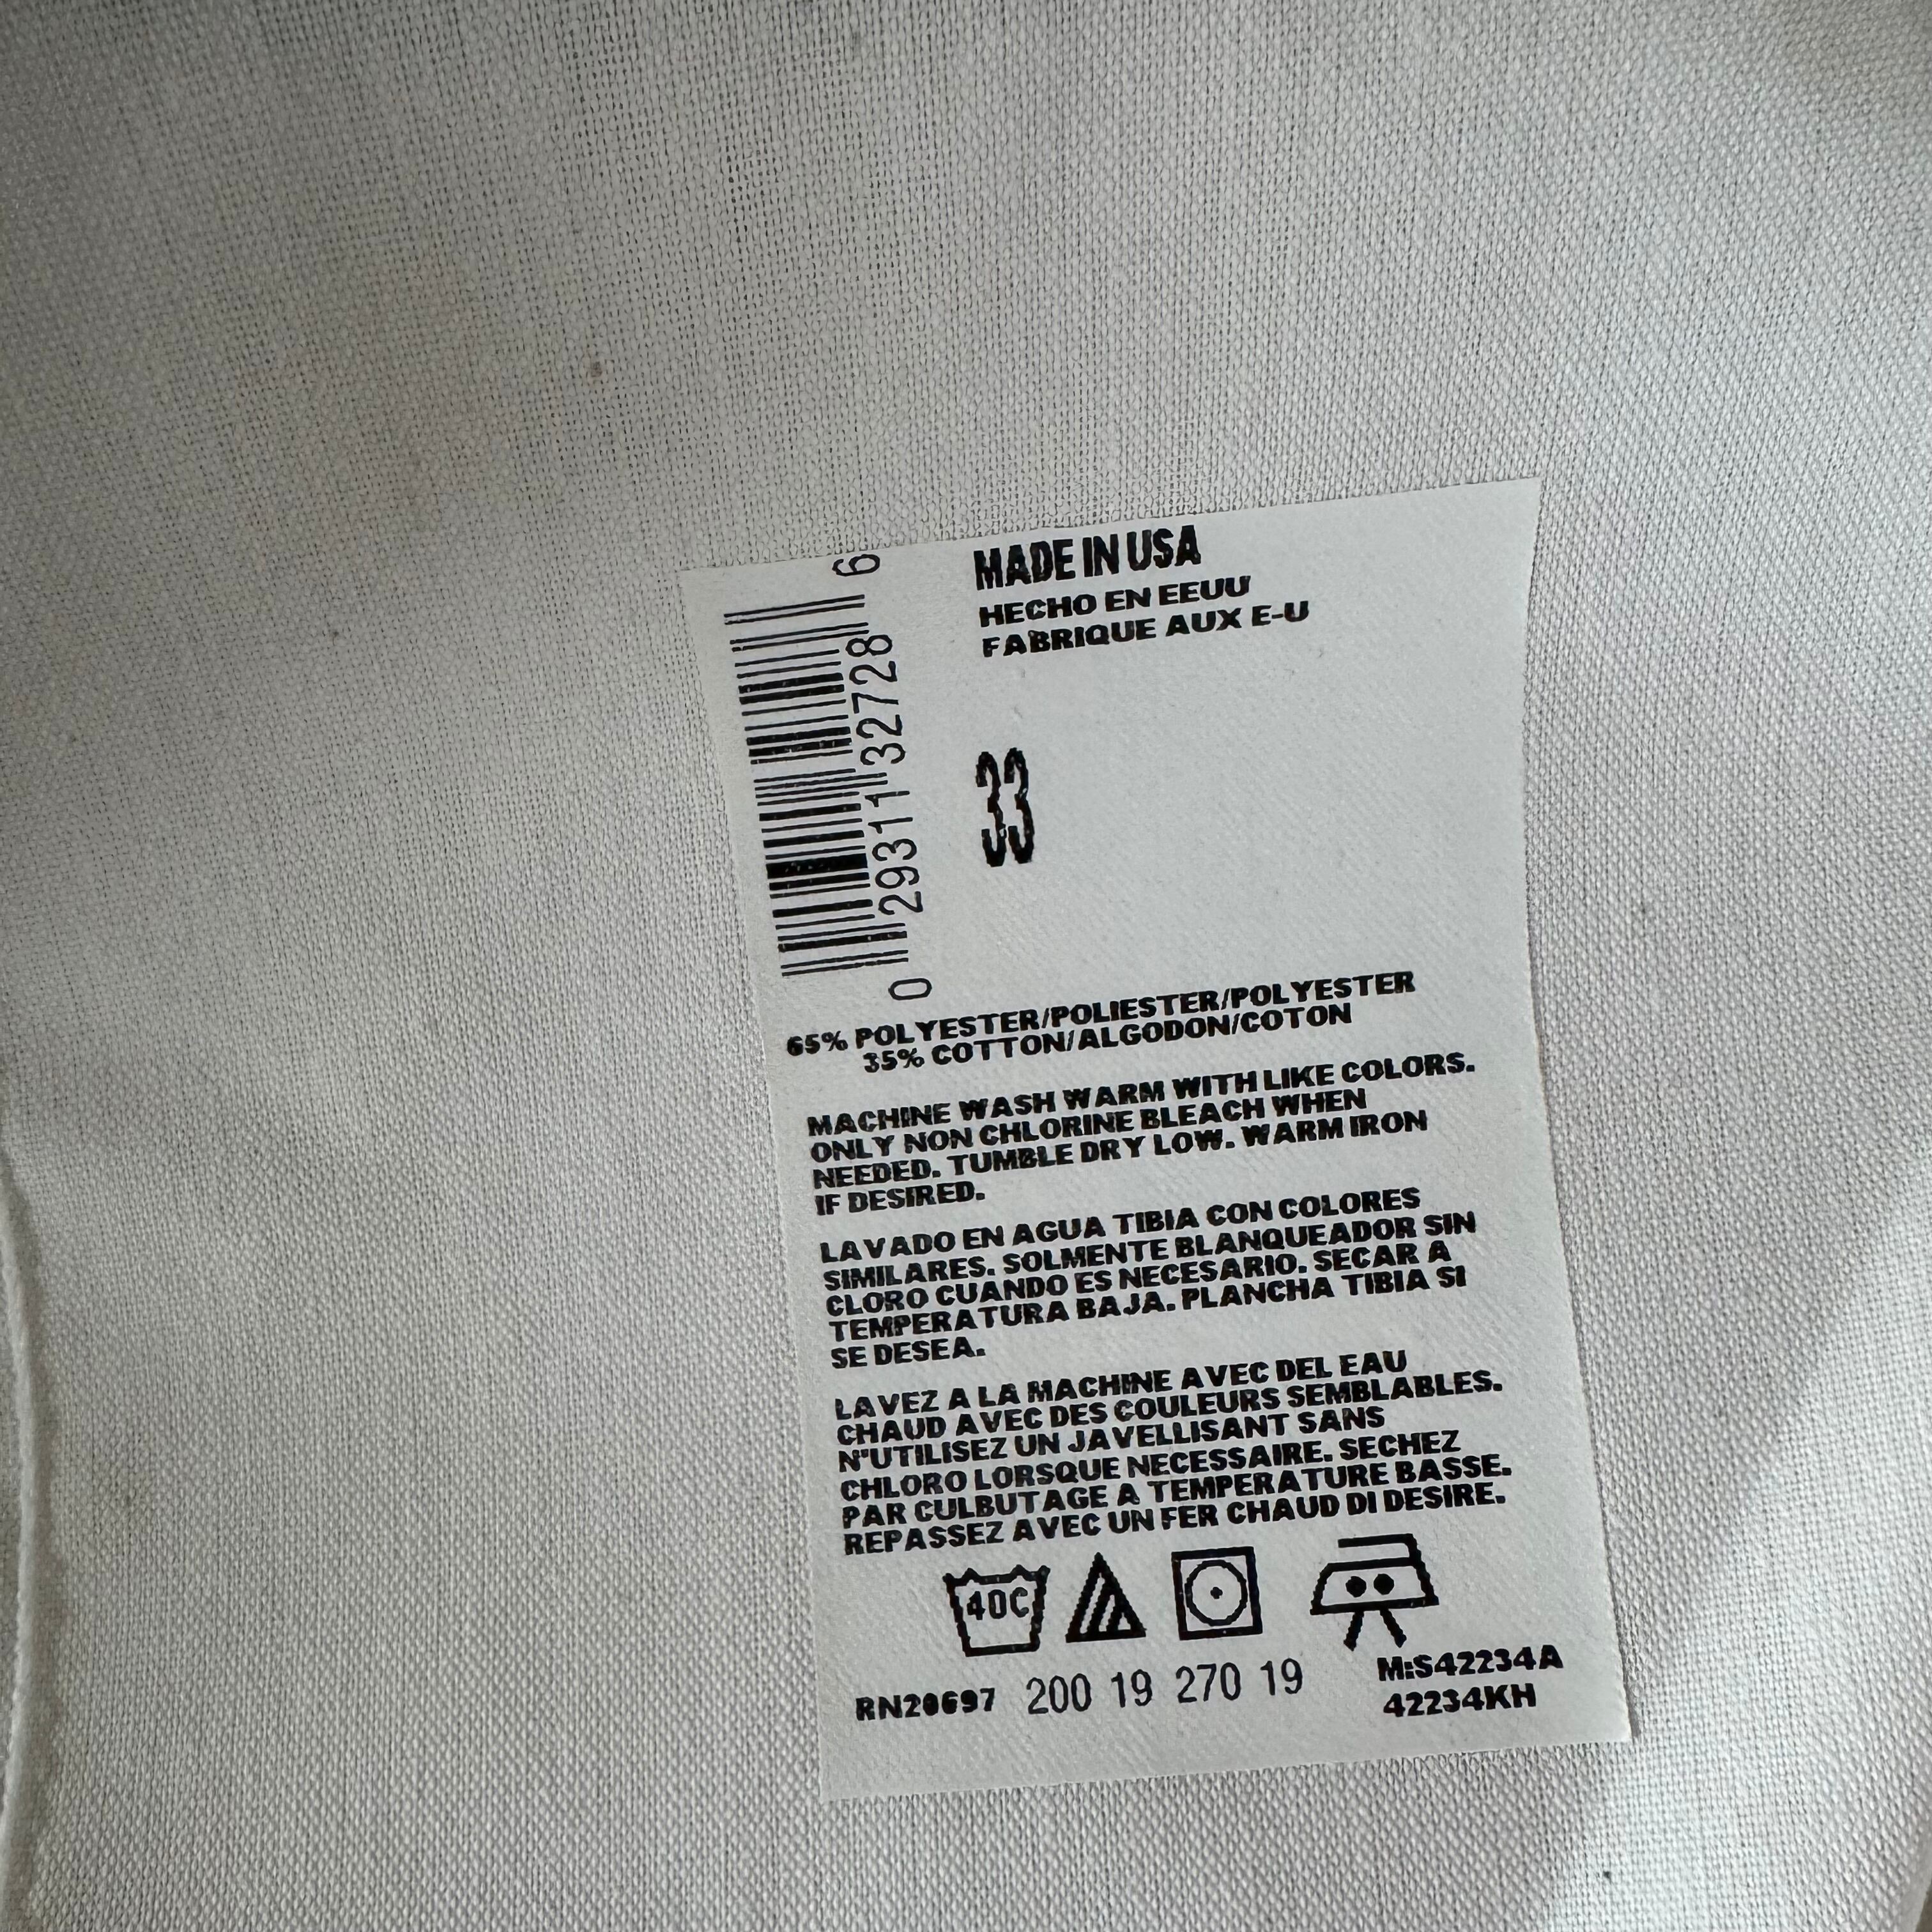 MADE IN USA
HECHO EN EEUU
FABRIQUE AUX E-U
0 29311 32728 6
33
65% POLYESTER/POLIESTER/POLYESTER
35% COTTON/ALGODON/COTON
MACHINE WASH WARM WITH LIKE COLORS.
ONLY NON CHLORINE BLEACH WHEN
NEEDED. TUMBLE DRY LOW. WARM IRON
IF DESIRED.
LAVADO EN AGUA TIBIA CON COLORES
SIMILARES. SOLMENTE BLANQUEADOR SIN
CLORO CUANDO ES NECESARIO. SECAR A
TEMPERATURA BAJA. PLANCHA TIBIA SI
SE DESEA.
LAVEZ A LA MACHINE AVEC DEL EAU
CHAUD AVEC DES COULEURS SEMBLABLES.
N'UTILISEZ UN JAVELLISANT SANS
CHLORO LORSQUE NECESSAIRE. SECHEZ
PAR CULBUTAGE A TEMPERATURE BASSE.
REPASSEZ AVEC UN FER CHAUD DI DESIRE.
40C
RN20697 200 19 270 19 M:S42234A
42234KH